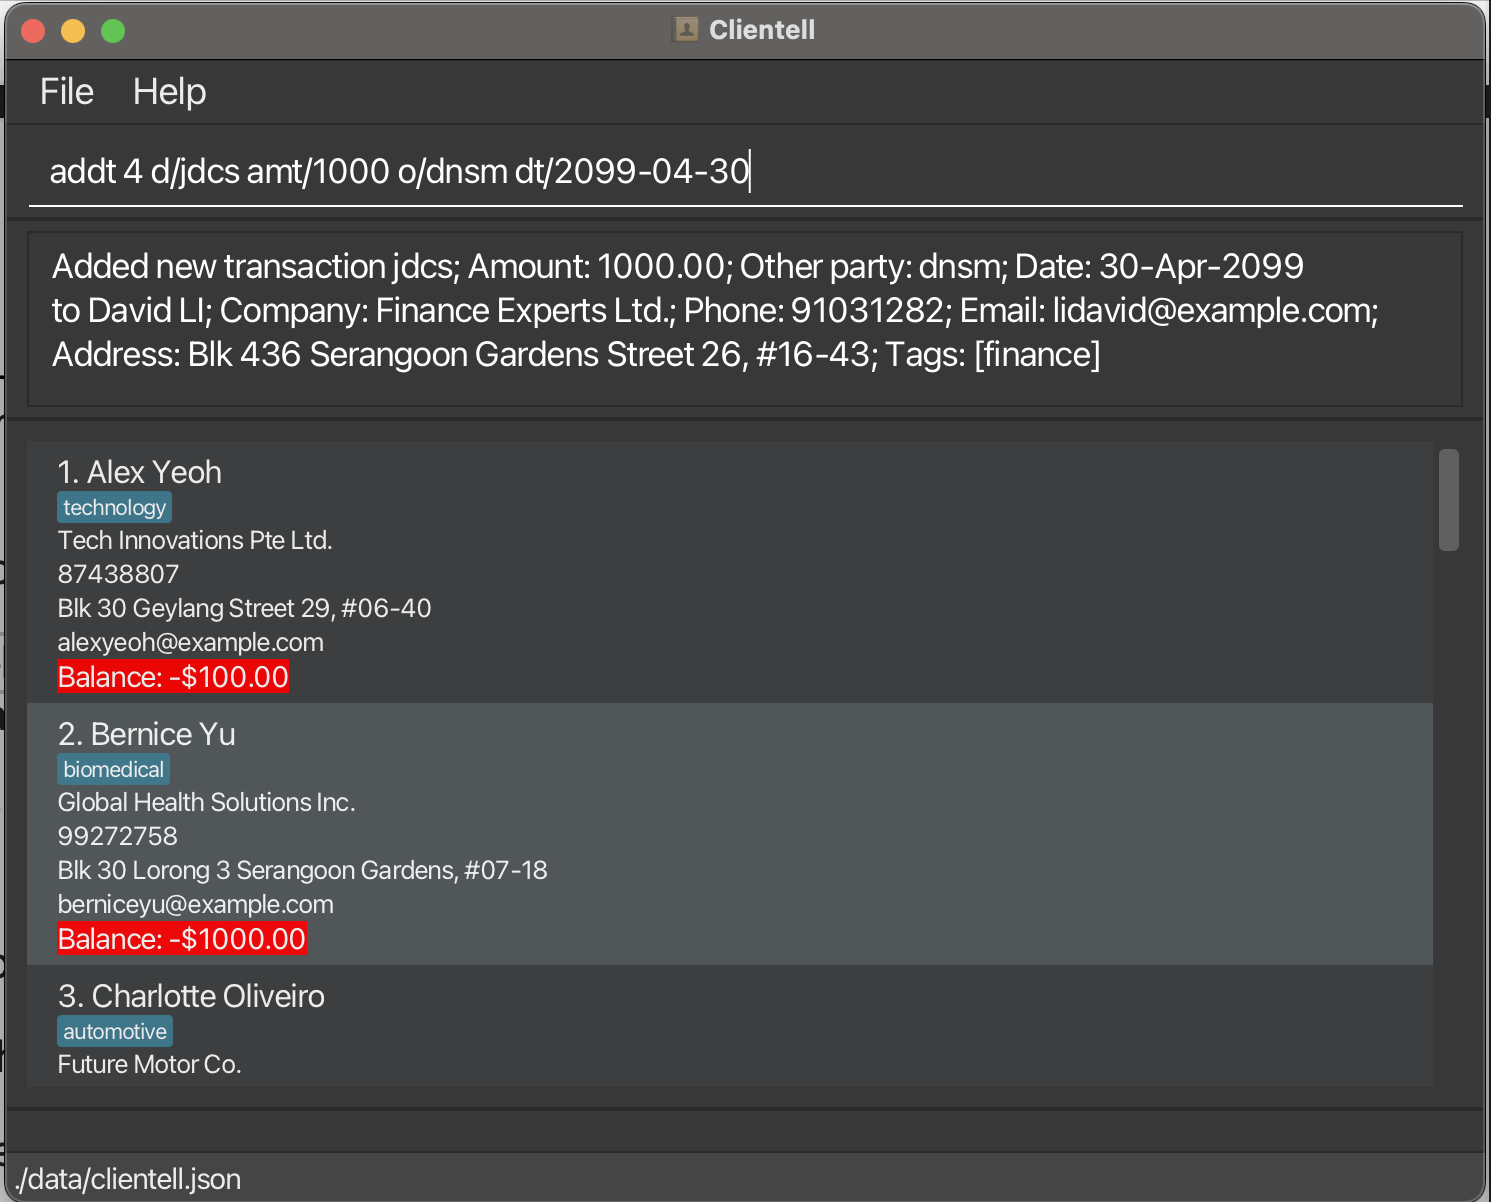 Clientell
File Help
addt 4 d/jdcs amt/1000 o/dnsm dt/2099-04-30
Added new transaction jdcs; Amount: 1000.00; Other party: dnsm; Date: 30-Apr-2099
to David LI; Company: Finance Experts Ltd.; Phone: 91031282; Email: lidavid@example.com;
Address: Blk 436 Serangoon Gardens Street 26, #16-43; Tags: [finance]
1. Alex Yeoh
technology
Tech Innovations Pte Ltd.
87438807
Blk 30 Geylang Street 29, #06-40
alexyeoh@example.com
Balance: -$100.00
2. Bernice Yu
biomedical
Global Health Solutions Inc.
99272758
Blk 30 Lorong 3 Serangoon Gardens, #07-18
berniceyu@example.com
Balance: -$1000.00
3. Charlotte Oliveiro
automotive
Future Motor Co.
./data/clientell.json